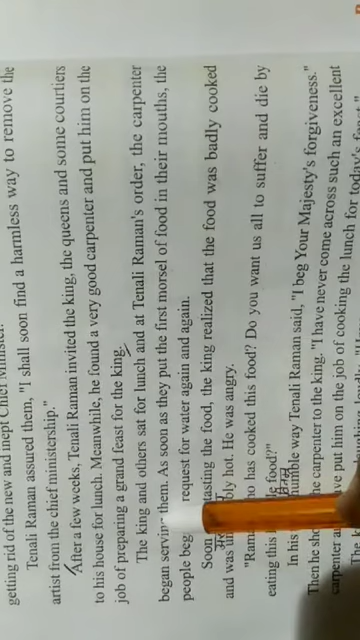 getting rid of the new and inept Chief Minister.
Tenali Raman assured them, "I shall soon find a harmless way to remove the
artist from the chief ministership."
After a few weeks, Tenali Raman invited the king, the queens and some courtiers
to his house for lunch. Meanwhile, he found a very good carpenter and put him on the
job of preparing a grand feast for the king.
The king and others sat for lunch and at Tenali Raman's order, the carpenter
began serving them. As soon as they put the first morsel of food in their mouths, the
people beg request for water again and again.
Soon tasting the food, the king realized that the food was badly cooked
and was un bly hot. He was angry.
"Ram ho has cooked this food? Do you want us all to suffer and die by
eating this le food?"
In his humble way Tenali Raman said, "I beg Your Majesty's forgiveness."
Then he sho he carpenter to the king. "I have never come across such an excellent
carpenter a ve put him on the job of cooking the lunch for today's
The k